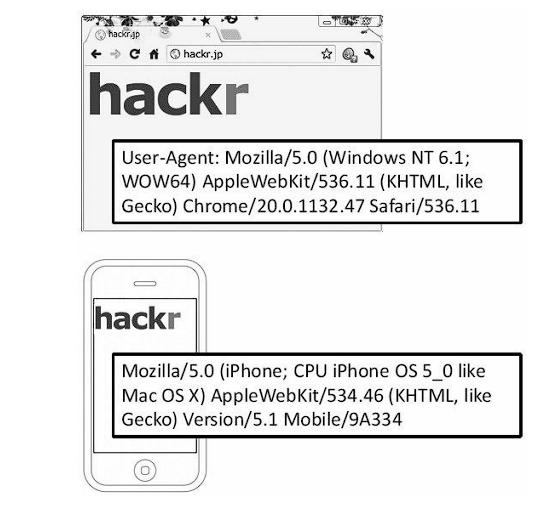 hackr.jp
hackr.jp
hackr
User-Agent: Mozilla/5.0 (Windows NT 6.1;
WOW64) AppleWebKit/536.11 (KHTML, like
Gecko) Chrome/20.0.1132.47 Safari/536.11
hackr
Mozilla/5.0 (iPhone; CPU iPhone OS 5_0 like
Mac OS X) AppleWebKit/534.46 (KHTML, like
Gecko) Version/5.1 Mobile/9A334